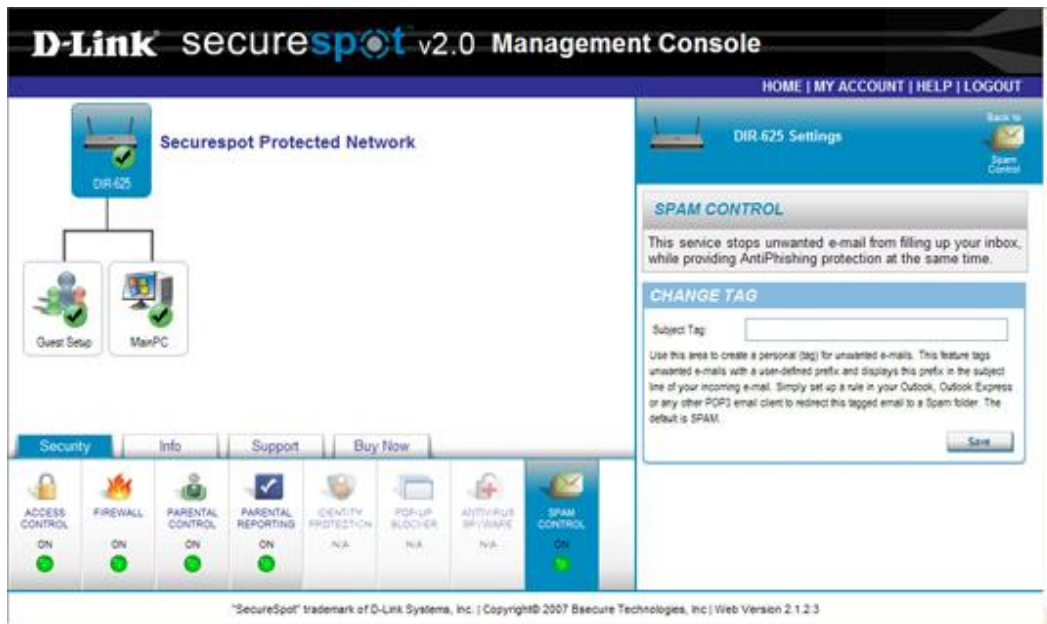 D-Link securespot v2.0 Management Console
HOME | MY ACCOUNT | HELP | LOGOUT
DIR-625
Securespot Protected Network
Guest Setup
MainPC
DIR-625 Settings
Back to
Spam
Control
SPAM CONTROL
This service stops unwanted e-mail from filling up your inbox,
while providing AntiPhishing protection at the same time.
CHANGE TAG
Subject Tag:
Use this area to create a personal (tag) for unwanted e-mails. This feature tags
unwanted e-mails with a user-defined prefix and displays this prefix in the subject
line of your incoming e-mail. Simply set up a rule in your Outlook, Outlook Express
or any other POP3 email client to redirect this tagged email to a Spam folder. The
default is SPAM.
Save
Security
Info
Support
Buy Now
ACCESS
CONTROL
ON
FIREWALL
ON
PARENTAL
CONTROL
ON
PARENTAL
REPORTING
ON
IDENTITY
PROTECTION
N/A
POP-UP
BLOCKER
N/A
ANTIVIRUS
SPYWARE
N/A
SPAM
CONTROL
ON
"SecureSpot" trademark of D-Link Systems, Inc. | Copyright© 2007 Bsecure Technologies, Inc | Web Version 2.1.2.3